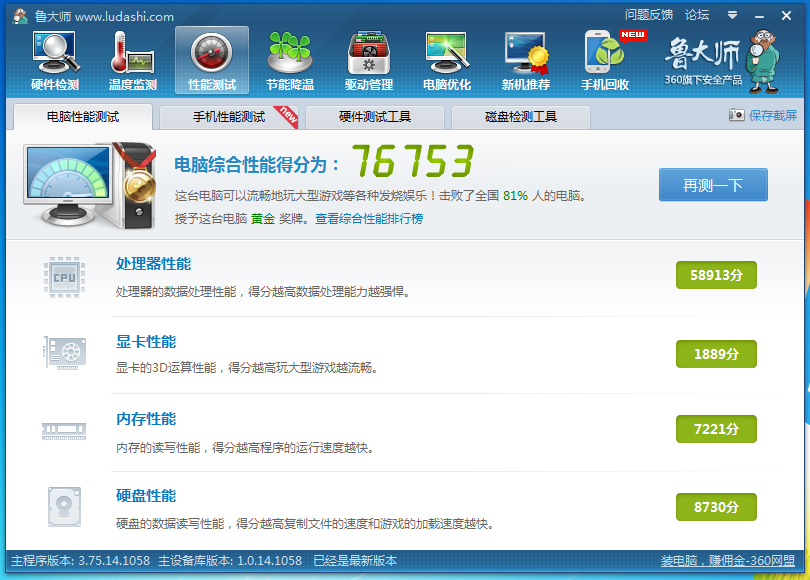 鲁大师 www.ludashi.com
问题反馈 论坛
硬件检测 温度监测 性能测试 节能降温 驱动管理 电脑优化 新机推荐 手机回收
NEW
鲁大师
360旗下安全产品
电脑性能测试 手机性能测试 new 硬件测试工具 磁盘检测工具 保存截屏
电脑综合性能得分为： 76753
这台电脑可以流畅地玩大型游戏等各种发烧娱乐！击败了全国 81% 人的电脑。
再测一下
授予这台电脑 黄金 奖牌。查看综合性能排行榜
CPU
处理器性能
处理器的数据处理性能，得分越高数据处理能力越强悍。
58913分
显卡性能
显卡的3D运算性能，得分越高玩大型游戏越流畅。
1889分
内存性能
内存的读写性能，得分越高程序的运行速度越快。
7221分
硬盘性能
硬盘的数据读写性能，得分越高复制文件的速度和游戏的加载速度越快。
8730分
主程序版本: 3.75.14.1058 主设备库版本: 1.0.14.1058 已经是最新版本
装电脑，赚佣金-360网盟